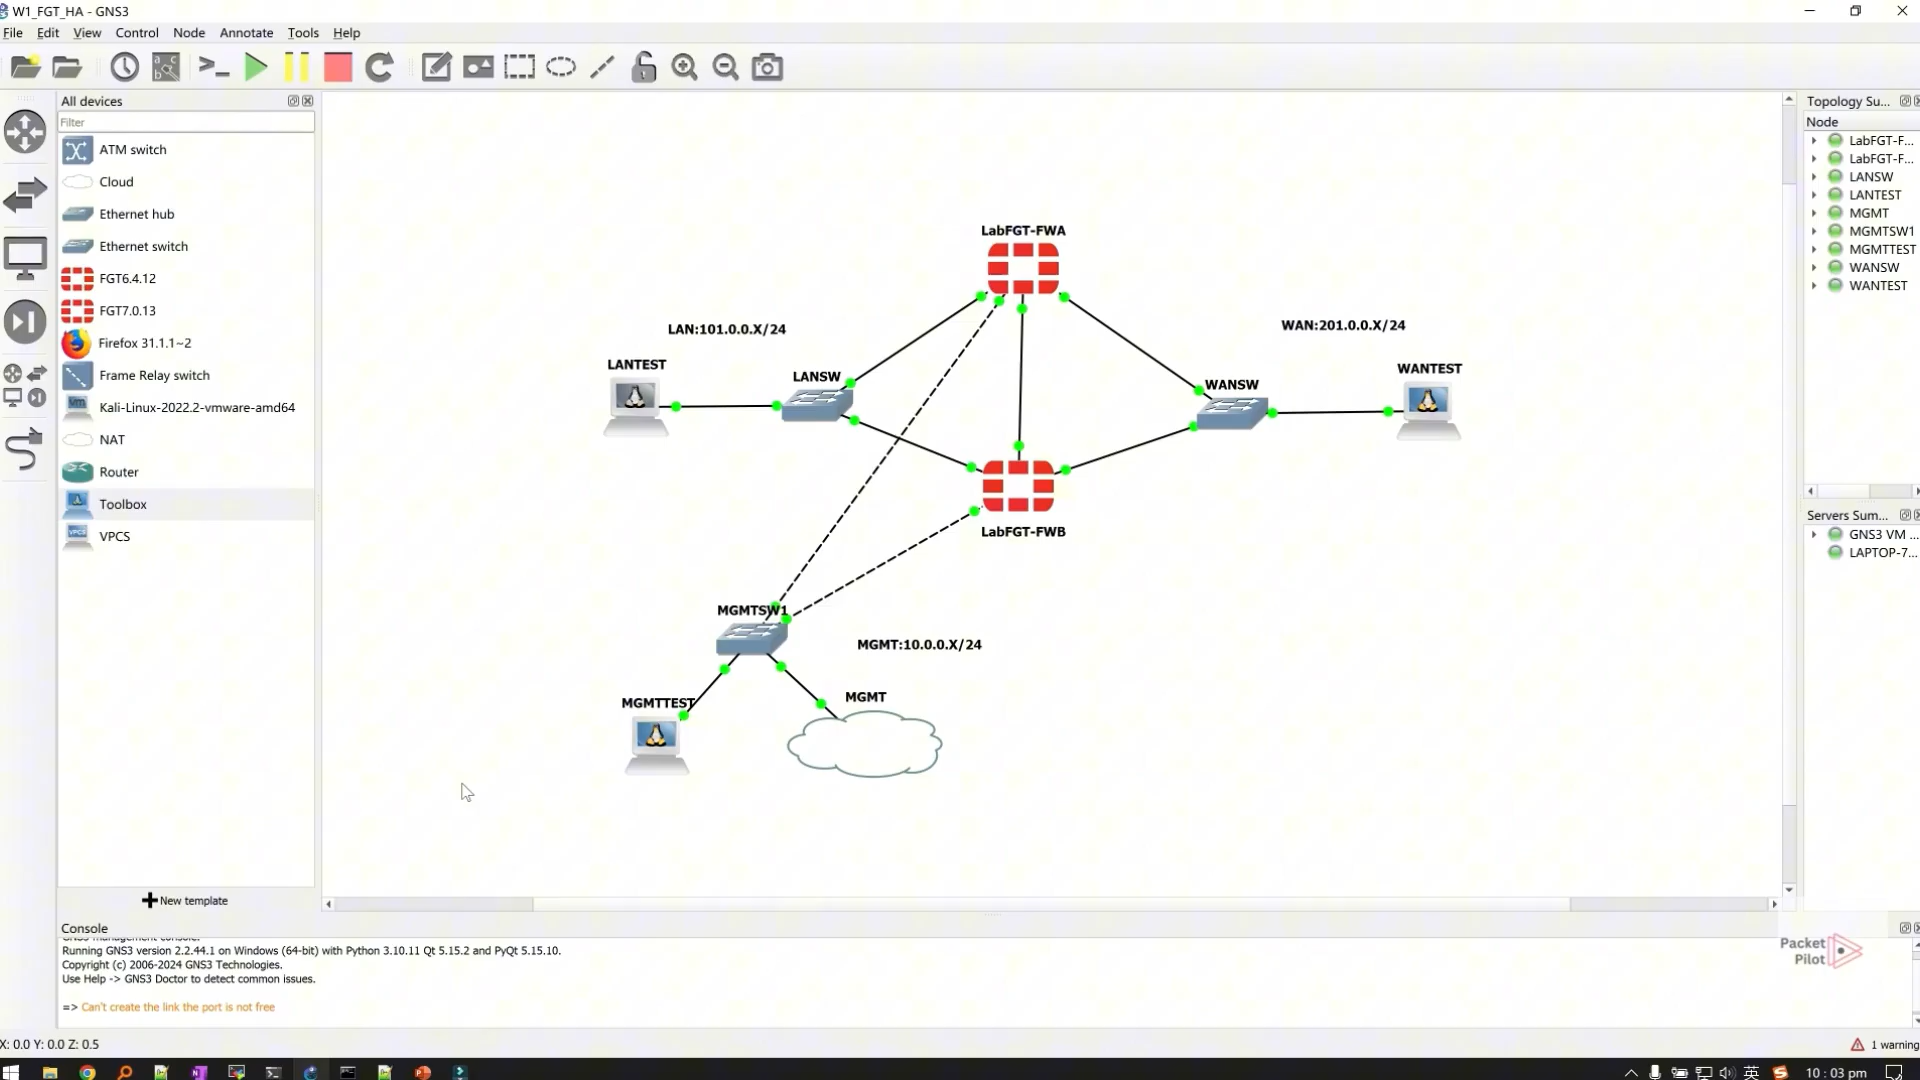 W1_FGT_HA - GNS3
File Edit View Control Node Annotate Tools Help
All devices
Filter
ATM switch
Cloud
Ethernet hub
Ethernet switch
FGT6.4.12
FGT7.0.13
Firefox 31.1.1~2
Frame Relay switch
Kali-Linux-2022.2-vmware-amd64
NAT
Router
Toolbox
VPCS
New template
LabFGT-FWA
LAN:101.0.0.X/24
WAN:201.0.0.X/24
LANTEST
LANSW
WANSW
WANTEST
LabFGT-FWB
MGMTSW1
MGMT:10.0.0.X/24
MGMTTEST
MGMT
Topology Su...
Node
LabFGT-F...
LabFGT-F...
LANSW
LANTEST
MGMT
MGMTSW1
MGMTTEST
WANSW
WANTEST
Servers Sum...
GNS3 VM ...
LAPTOP-7...
Console
GNS3 management console.
Running GNS3 version 2.2.44.1 on Windows (64-bit) with Python 3.10.11 Qt 5.15.2 and PyQt 5.15.10.
Copyright (c) 2006-2024 GNS3 Technologies.
Use Help -> GNS3 Doctor to detect common issues.
=> Can't create the link the port is not free
Packet
Pilot
X: 0.0 Y: 0.0 Z: 0.5
1 warning
英
10:03 pm